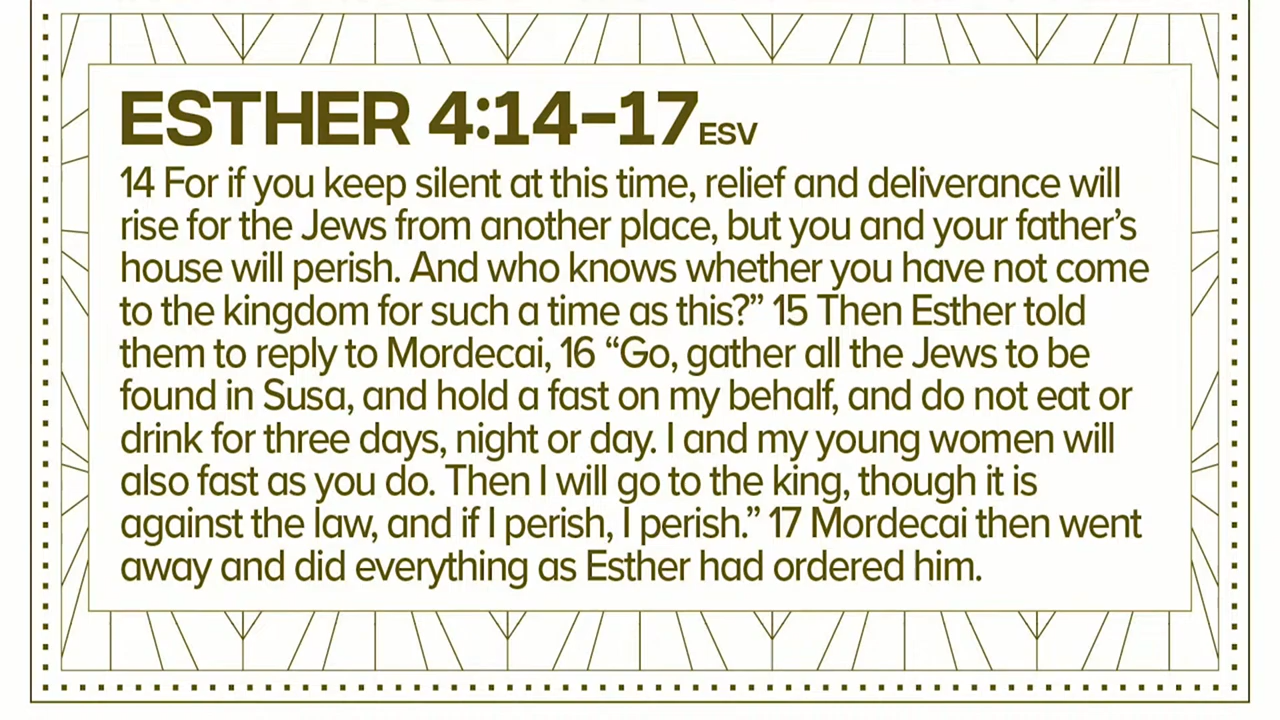 ESTHER 4:14–17 ESV
14 For if you keep silent at this time, relief and deliverance will
rise for the Jews from another place, but you and your father’s
house will perish. And who knows whether you have not come
to the kingdom for such a time as this?” 15 Then Esther told
them to reply to Mordecai, 16 “Go, gather all the Jews to be
found in Susa, and hold a fast on my behalf, and do not eat or
drink for three days, night or day. I and my young women will
also fast as you do. Then I will go to the king, though it is
against the law, and if I perish, I perish.” 17 Mordecai then went
away and did everything as Esther had ordered him.